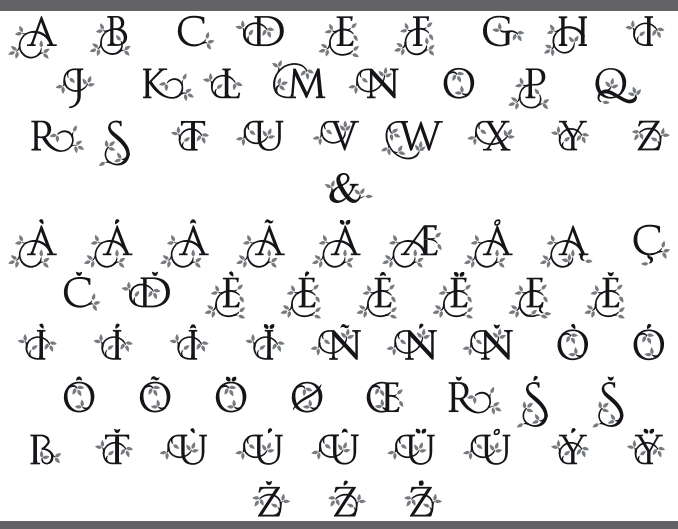 A B C D E F G H I
J K L M N O P Q
R S T U V W X Y Z
&
À Á Â Ã Ä Æ Å Ą Ç
Č Ď È É Ê Ë Ę Ě
Ì Í Î Ï Ñ Ń Ň Ò Ó
Ô Õ Ö Ø Œ Ř Ś Š
ß Ť Ù Ú Û Ü Ů Ý Ÿ
Ž Ź Ż